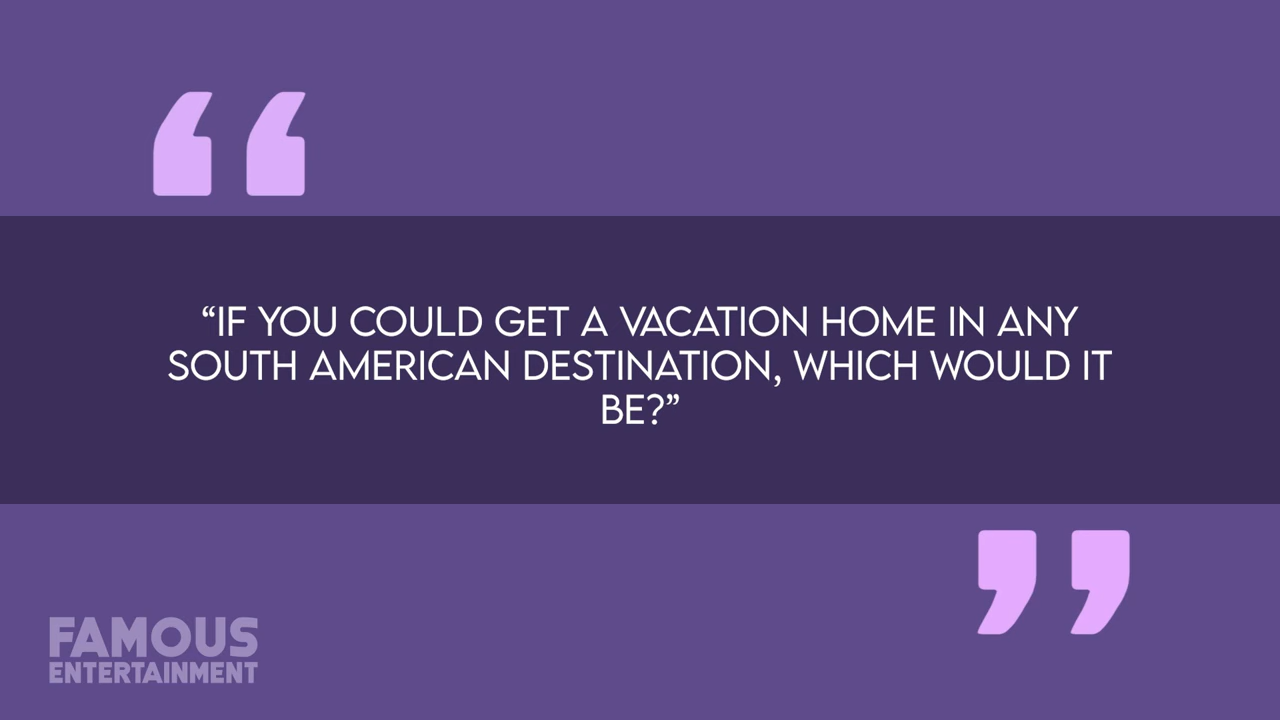 “IF YOU COULD GET A VACATION HOME IN ANY
SOUTH AMERICAN DESTINATION, WHICH WOULD IT
BE?”
FAMOUS
ENTERTAINMENT